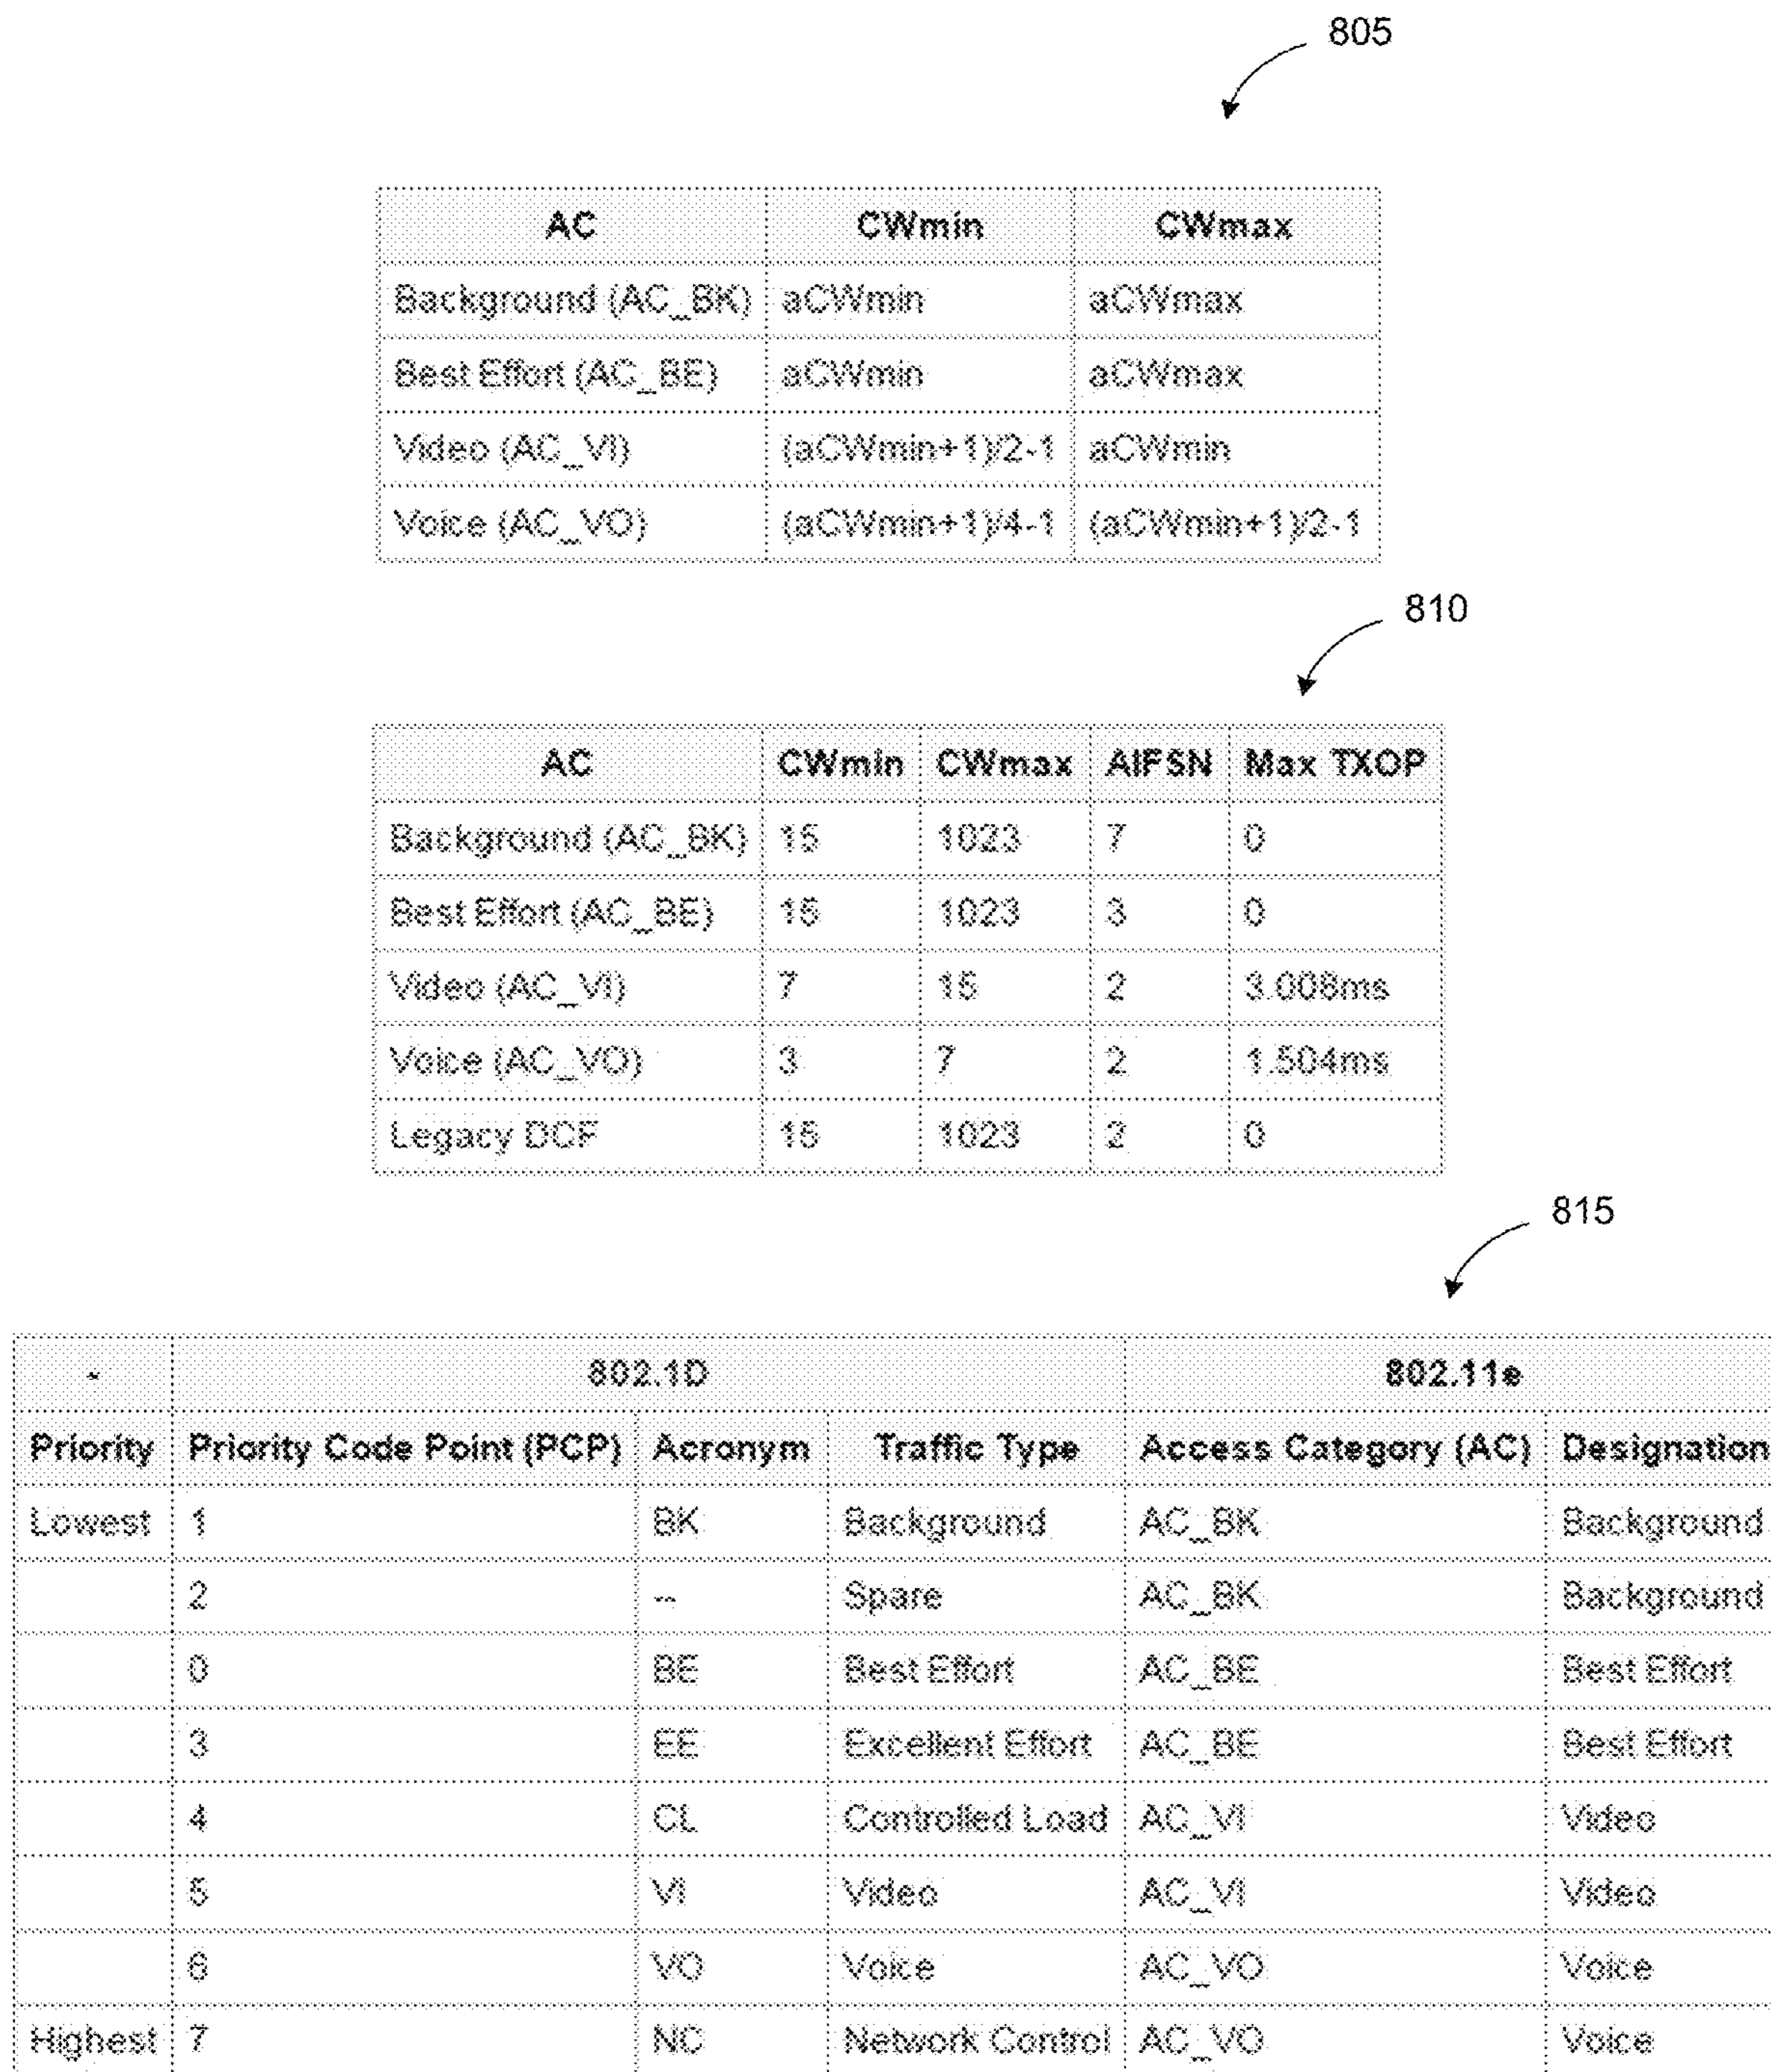 805
AC CWmin CWmax
Background (AC_BK) aCWmin aCWmax
Best Effort (AC_BE) aCWmin aCWmax
Video (AC_VI) (aCWmin+1)/2-1 aCWmin
Voice (AC_VO) (aCWmin+1)/4-1 (aCWmin+1)/2-1
810
AC CWmin CWmax AIFSN Max TXOP
Background (AC_BK) 15 1023 7 0
Best Effort (AC_BE) 15 1023 3 0
Video (AC_VI) 7 15 2 3.008ms
Voice (AC_VO) 3 7 2 1.504ms
Legacy DCF 15 1023 2 0
815
- 802.1D 802.11e
Priority Priority Code Point (PCP) Acronym Traffic Type Access Category (AC) Designation
Lowest 1 BK Background AC_BK Background
2 -- Spare AC_BK Background
0 BE Best Effort AC_BE Best Effort
3 EE Excellent Effort AC_BE Best Effort
4 CL Controlled Load AC_VI Video
5 VI Video AC_VI Video
6 VO Voice AC_VO Voice
Highest 7 NC Network Control AC_VO Voice